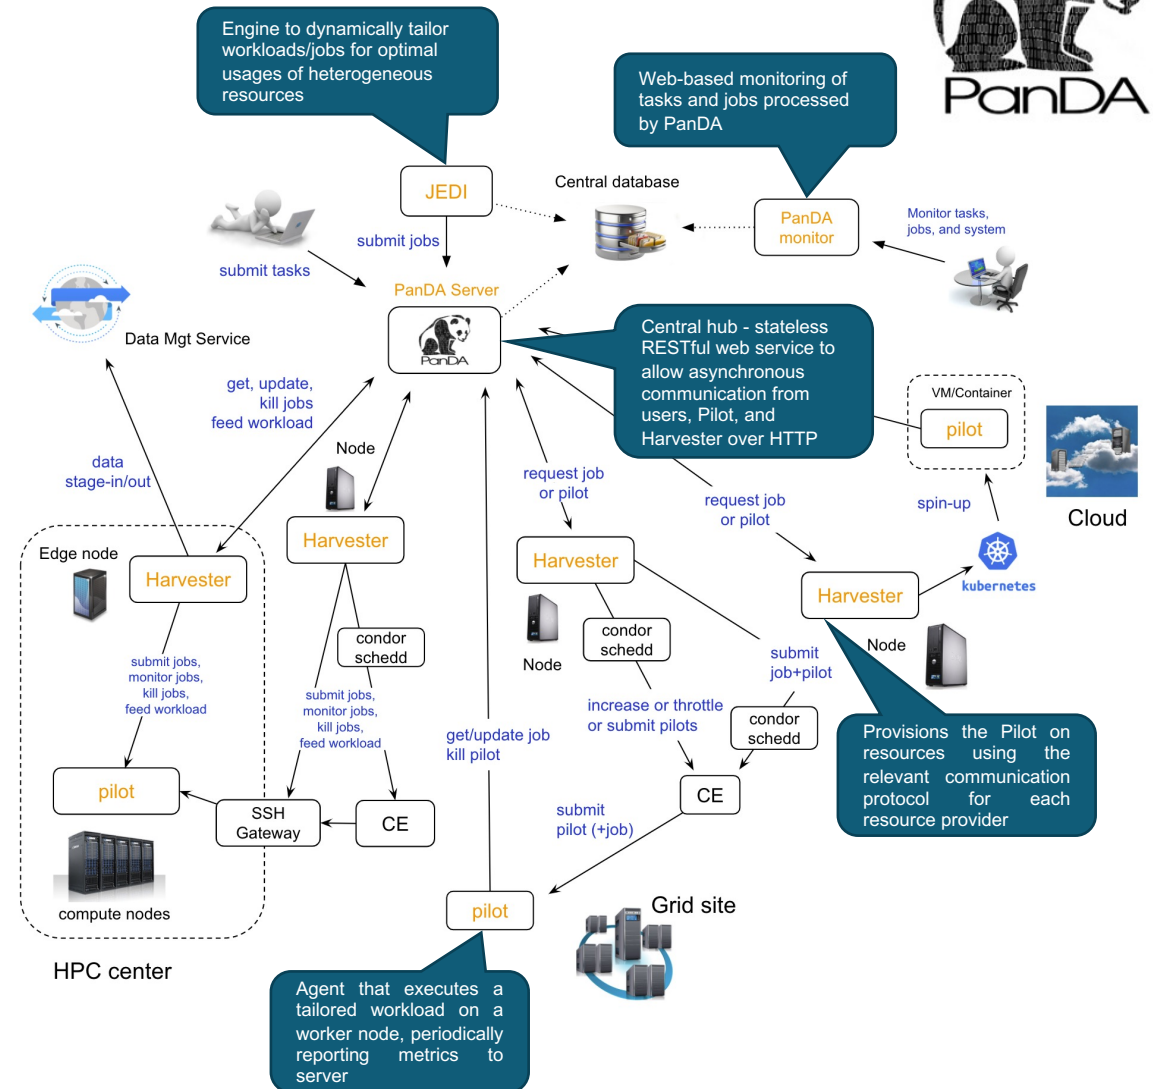 Engine to dynamically tailor
workloads/jobs for optimal
usages of heterogeneous
resources
Web-based monitoring of
tasks and jobs processed
by PanDA
PanDA
JEDI
Central database
PanDA
monitor
Monitor tasks,
jobs, and system
submit jobs
submit tasks
PanDA Server
PanDA
Data Mgt Service
Central hub - stateless
RESTful web service to
allow asynchronous
communication from
users, Pilot, and
Harvester over HTTP
get, update,
kill jobs
feed workload
VM/Container
pilot
Cloud
Node
data
stage-in/out
request job
or pilot
request job
or pilot
spin-up
kubernetes
Edge node
Harvester
Harvester
Harvester
Harvester
Node
Node
condor
schedd
condor
schedd
submit
job+pilot
submit jobs,
monitor jobs,
kill jobs,
feed workload
submit jobs,
monitor jobs,
kill jobs,
feed workload
increase or throttle
or submit pilots
condor
schedd
get/update job
kill pilot
Provisions the Pilot on
resources using the
relevant communication
protocol for each
resource provider
pilot
SSH
Gateway
CE
CE
submit
pilot (+job)
compute nodes
HPC center
pilot
Grid site
Agent that executes a
tailored workload on a
worker node, periodically
reporting metrics to
server